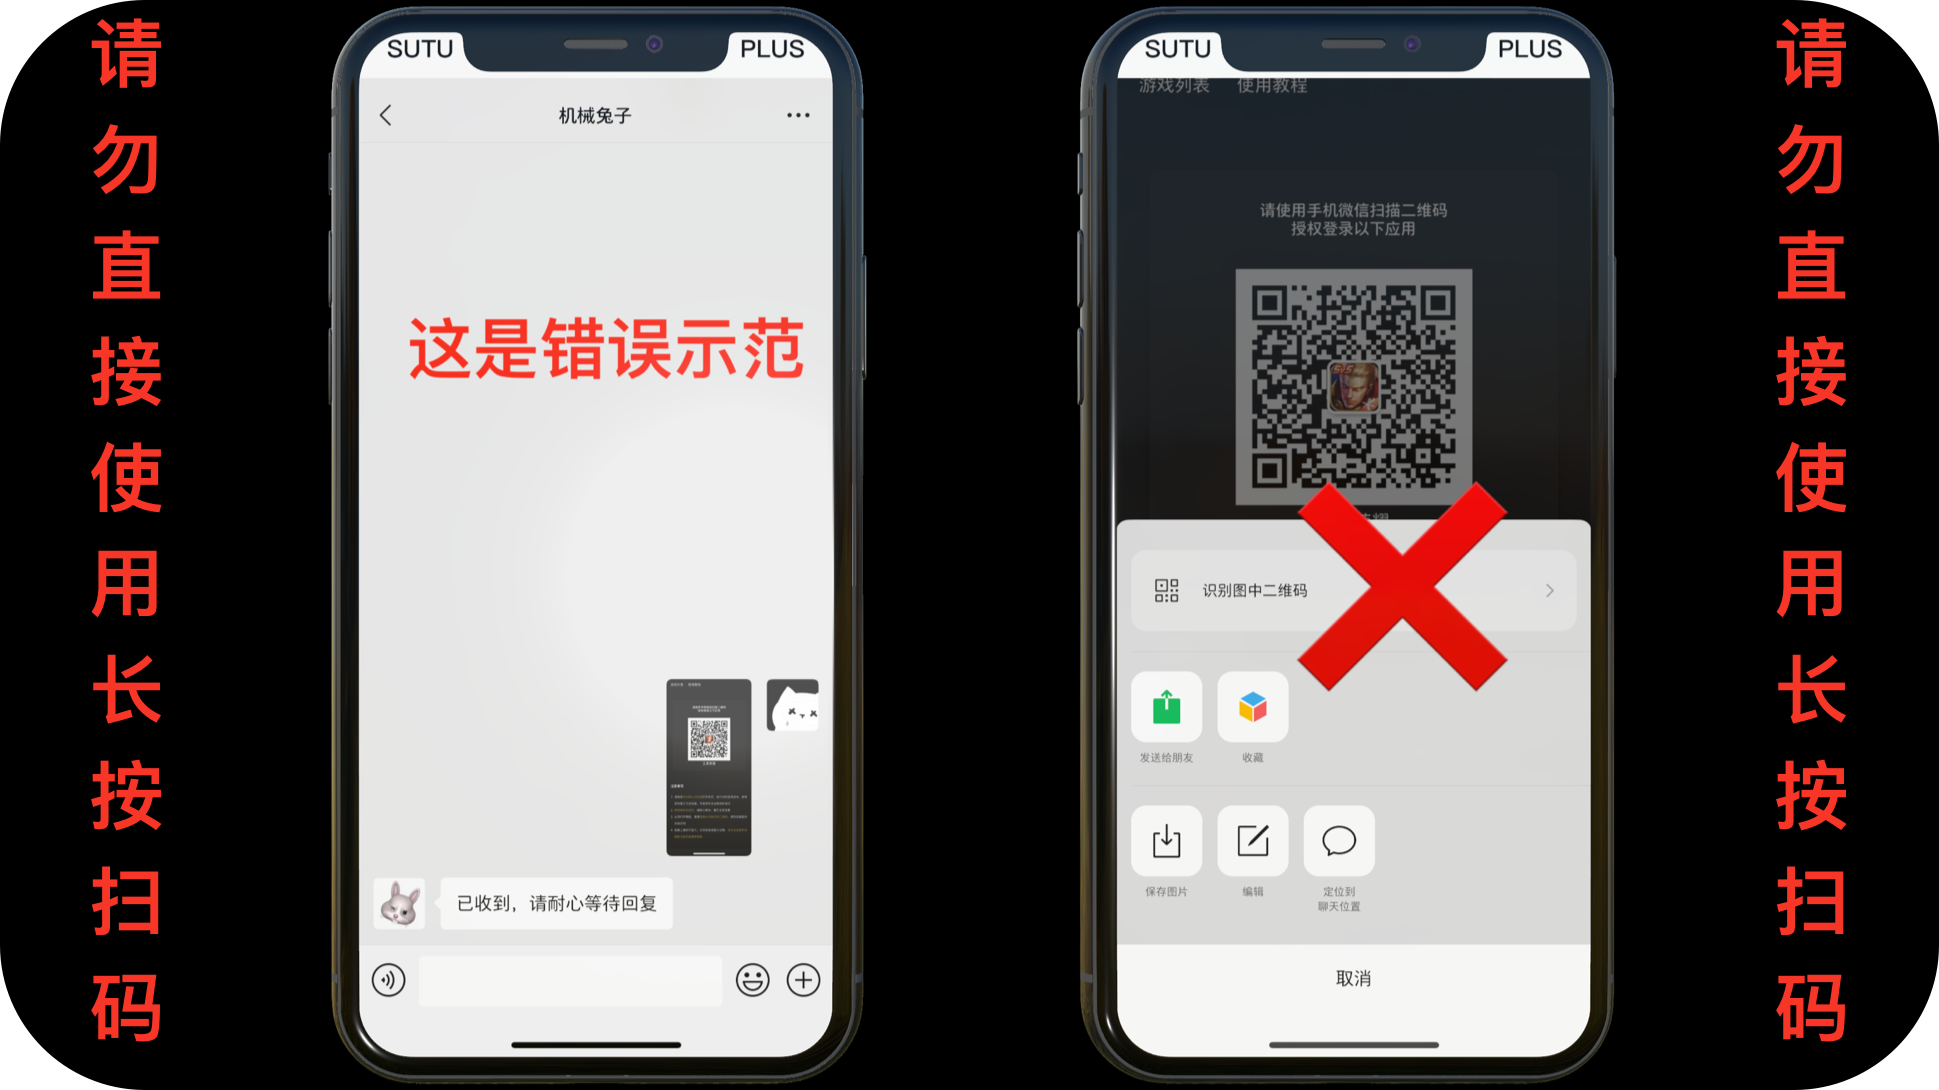 请勿直接使用长按扫码
SUTU
PLUS
机械兔子
这是错误示范
已收到，请耐心等待回复
SUTU
PLUS
游戏列表 使用教程
请使用手机微信扫描二维码
授权登录以下应用
识别图中二维码
发送给朋友
收藏
保存图片
编辑
定位到
聊天位置
取消
请勿直接使用长按扫码